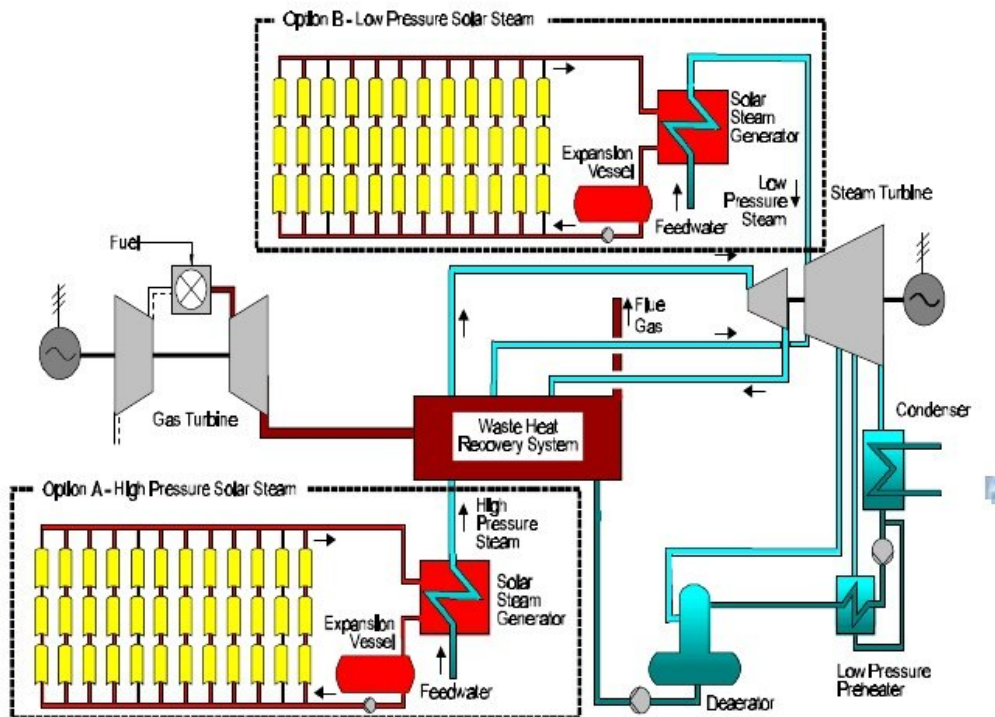 Option B - Low Pressure Solar Steam
Solar
Steam
Generator
Expansion
Vessel
Feedwater
Low
Pressure
Steam
Steam Turbine
Fuel
Gas Turbine
Flue
Gas
Waste Heat
Recovery System
Condenser
Option A - High Pressure Solar Steam
High
Pressure
Steam
Solar
Steam
Generator
Expansion
Vessel
Feedwater
Deaerator
Low Pressure
Preheater